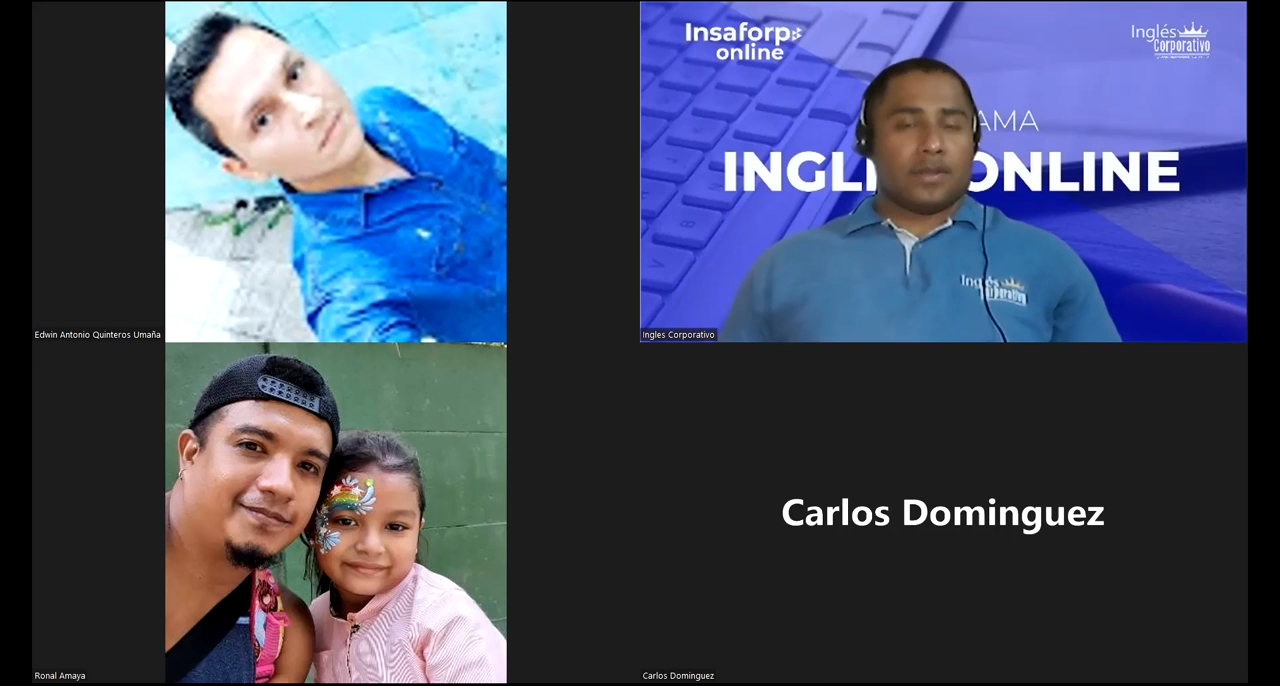 Insaforp
online
Inglés
Corporativo
AMA
INGL ONLINE
Inglés
Corporativo
Edwin Antonio Quinteros Umaña
Ingles Corporativo
Carlos Dominguez
Ronal Amaya
Carlos Dominguez